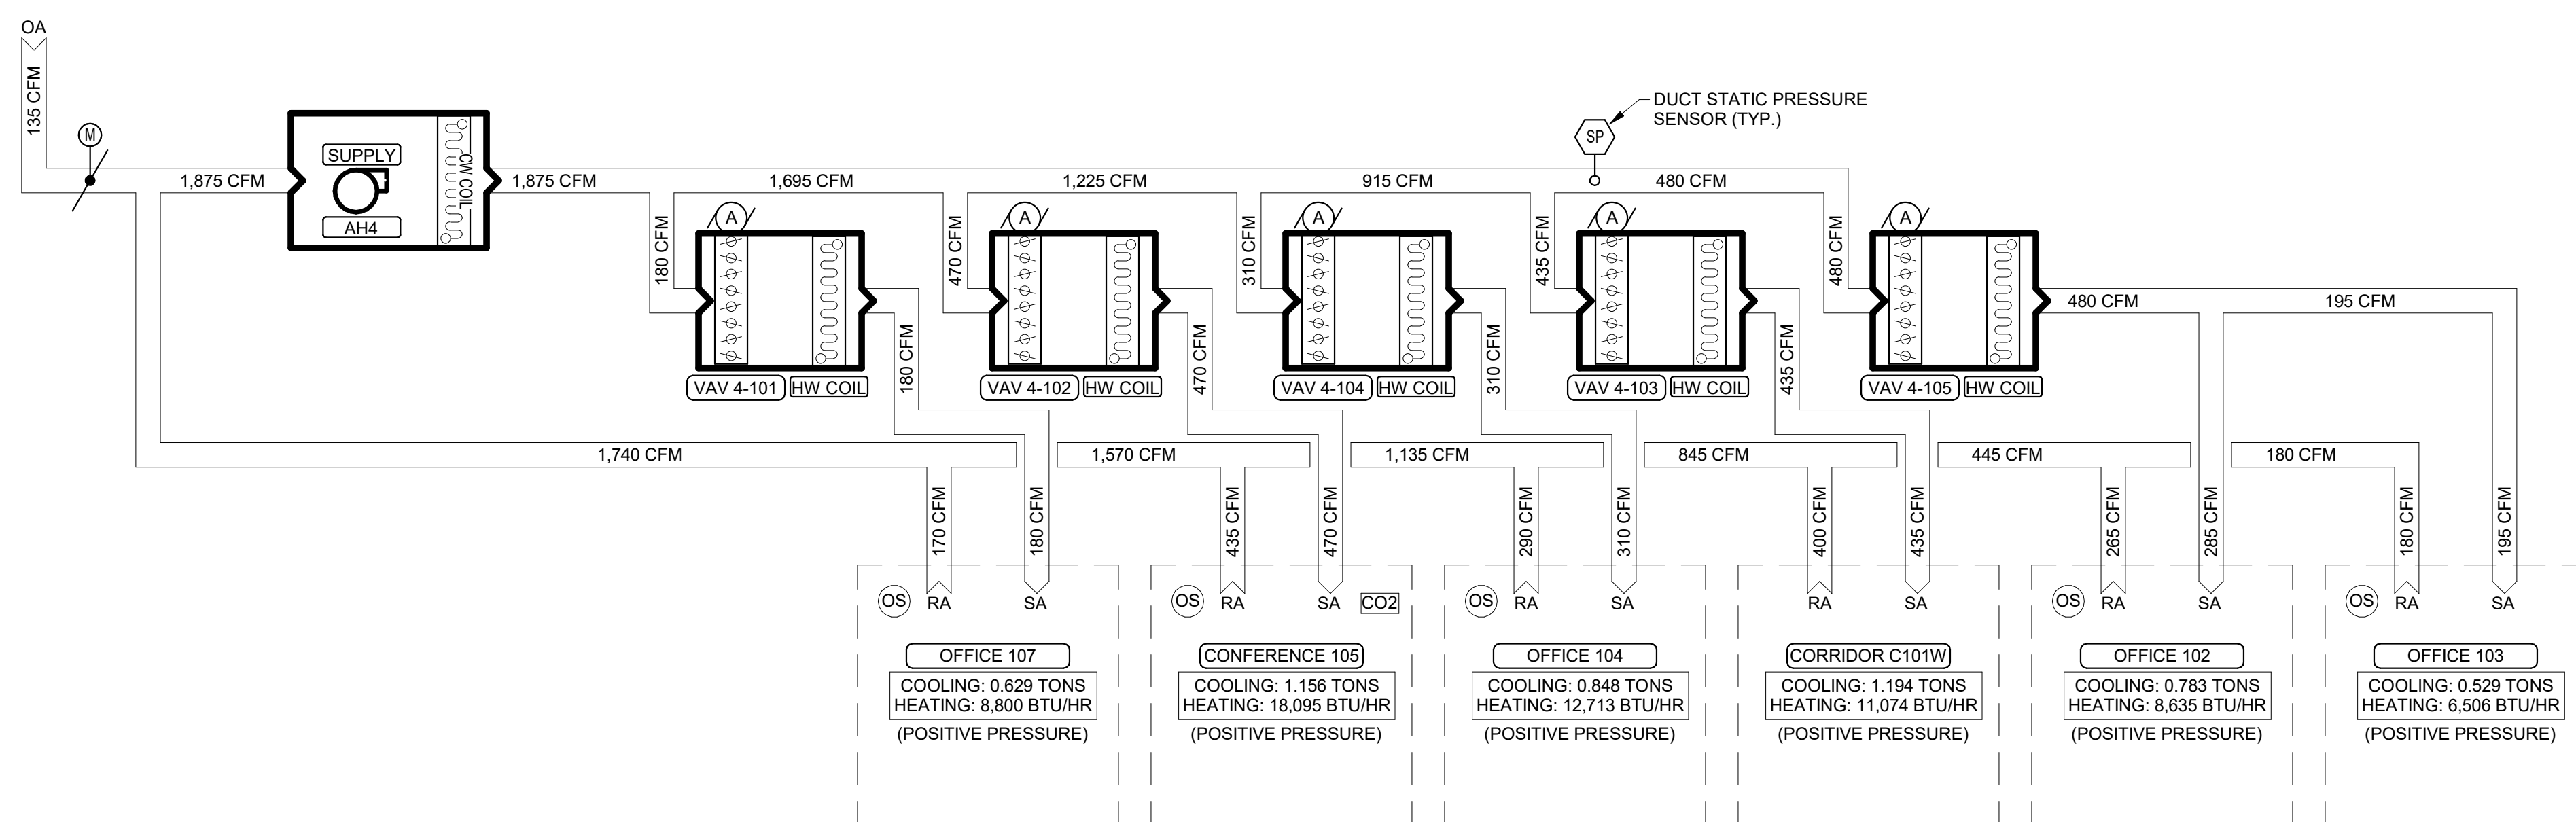 OA
135 CFM
M
1,875 CFM
SUPPLY
AH4
CW COIL
1,875 CFM
1,695 CFM
1,225 CFM
915 CFM
480 CFM
SP
DUCT STATIC PRESSURE
SENSOR (TYP.)
180 CFM
A
VAV 4-101
HW COIL
180 CFM
470 CFM
A
VAV 4-102
HW COIL
470 CFM
310 CFM
A
VAV 4-104
HW COIL
310 CFM
435 CFM
A
VAV 4-103
HW COIL
435 CFM
480 CFM
A
VAV 4-105
HW COIL
480 CFM
195 CFM
1,740 CFM
1,570 CFM
1,135 CFM
845 CFM
445 CFM
180 CFM
170 CFM
180 CFM
435 CFM
470 CFM
290 CFM
310 CFM
400 CFM
435 CFM
265 CFM
285 CFM
180 CFM
195 CFM
OS
RA
SA
OFFICE 107
COOLING: 0.629 TONS
HEATING: 8,800 BTU/HR
(POSITIVE PRESSURE)
OS
RA
SA
CO2
CONFERENCE 105
COOLING: 1.156 TONS
HEATING: 18,095 BTU/HR
(POSITIVE PRESSURE)
OS
RA
SA
OFFICE 104
COOLING: 0.848 TONS
HEATING: 12,713 BTU/HR
(POSITIVE PRESSURE)
RA
SA
CORRIDOR C101W
COOLING: 1.194 TONS
HEATING: 11,074 BTU/HR
(POSITIVE PRESSURE)
OS
RA
SA
OFFICE 102
COOLING: 0.783 TONS
HEATING: 8,635 BTU/HR
(POSITIVE PRESSURE)
OS
RA
SA
OFFICE 103
COOLING: 0.529 TONS
HEATING: 6,506 BTU/HR
(POSITIVE PRESSURE)